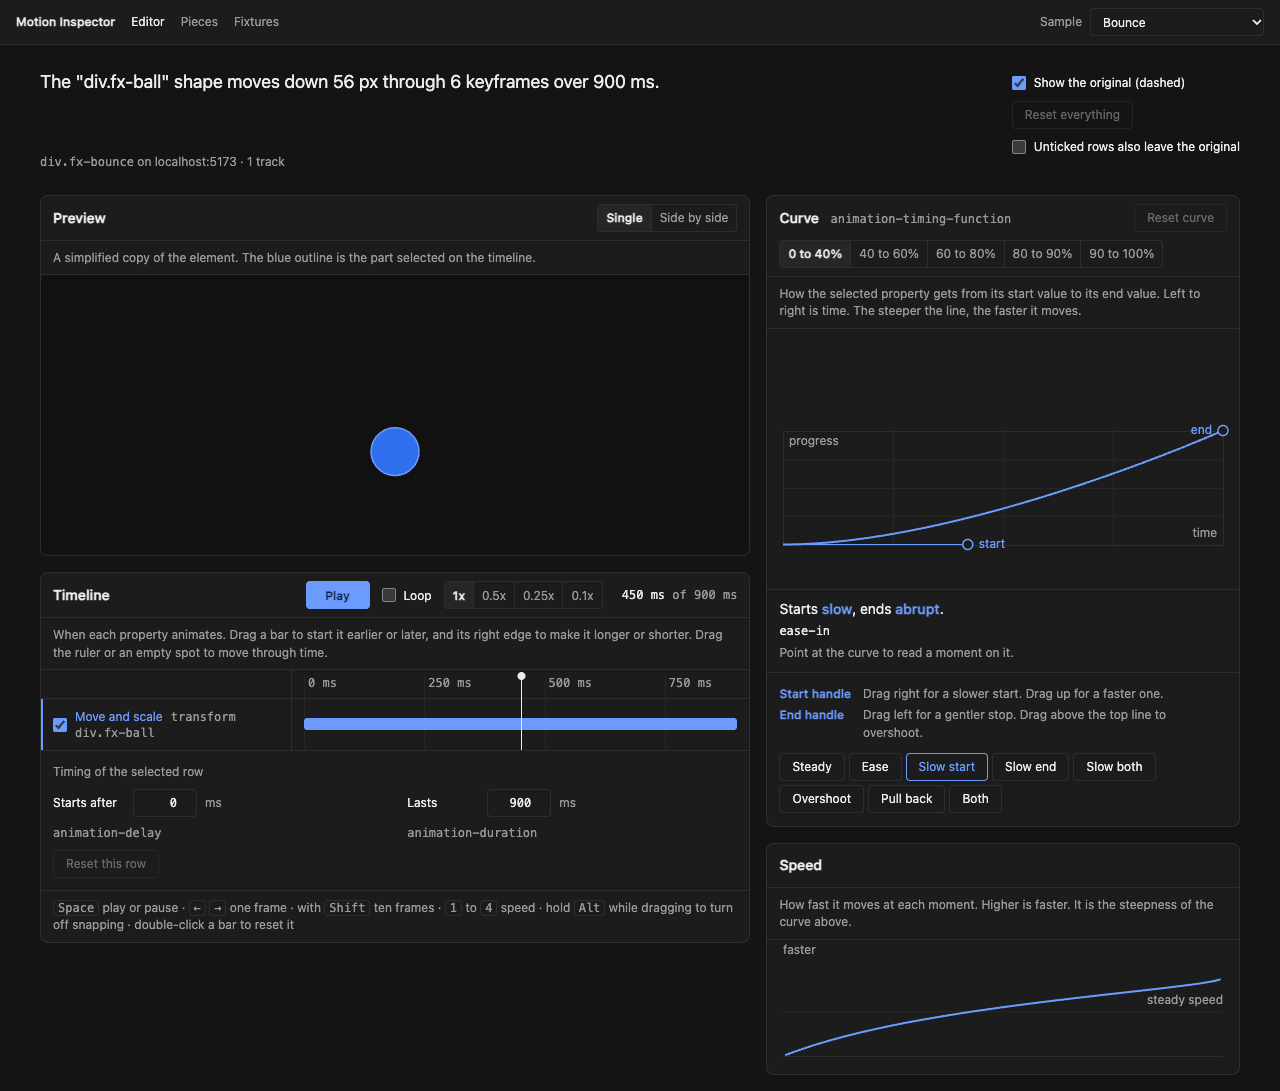 Motion Inspector Editor Pieces Fixtures Sample Bounce
The "div.fx-ball" shape moves down 56 px through 6 keyframes over 900 ms.
Show the original (dashed)
Reset everything
Unticked rows also leave the original
div.fx-bounce on localhost:5173 · 1 track
Preview Single Side by side
A simplified copy of the element. The blue outline is the part selected on the timeline.
Timeline Play Loop 1x 0.5x 0.25x 0.1x 450 ms of 900 ms
When each property animates. Drag a bar to start it earlier or later, and its right edge to make it longer or shorter. Drag
the ruler or an empty spot to move through time.
0 ms 250 ms 500 ms 750 ms
Move and scale transform
div.fx-ball
Timing of the selected row
Starts after 0 ms Lasts 900 ms
animation-delay animation-duration
Reset this row
Space play or pause · ← → one frame · with Shift ten frames · 1 to 4 speed · hold Alt while dragging to turn
off snapping · double-click a bar to reset it
Curve animation-timing-function Reset curve
0 to 40% 40 to 60% 60 to 80% 80 to 90% 90 to 100%
How the selected property gets from its start value to its end value. Left to
right is time. The steeper the line, the faster it moves.
end
progress
time
start
Starts slow, ends abrupt.
ease-in
Point at the curve to read a moment on it.
Start handle Drag right for a slower start. Drag up for a faster one.
End handle Drag left for a gentler stop. Drag above the top line to
overshoot.
Steady Ease Slow start Slow end Slow both
Overshoot Pull back Both
Speed
How fast it moves at each moment. Higher is faster. It is the steepness of the
curve above.
faster
steady speed